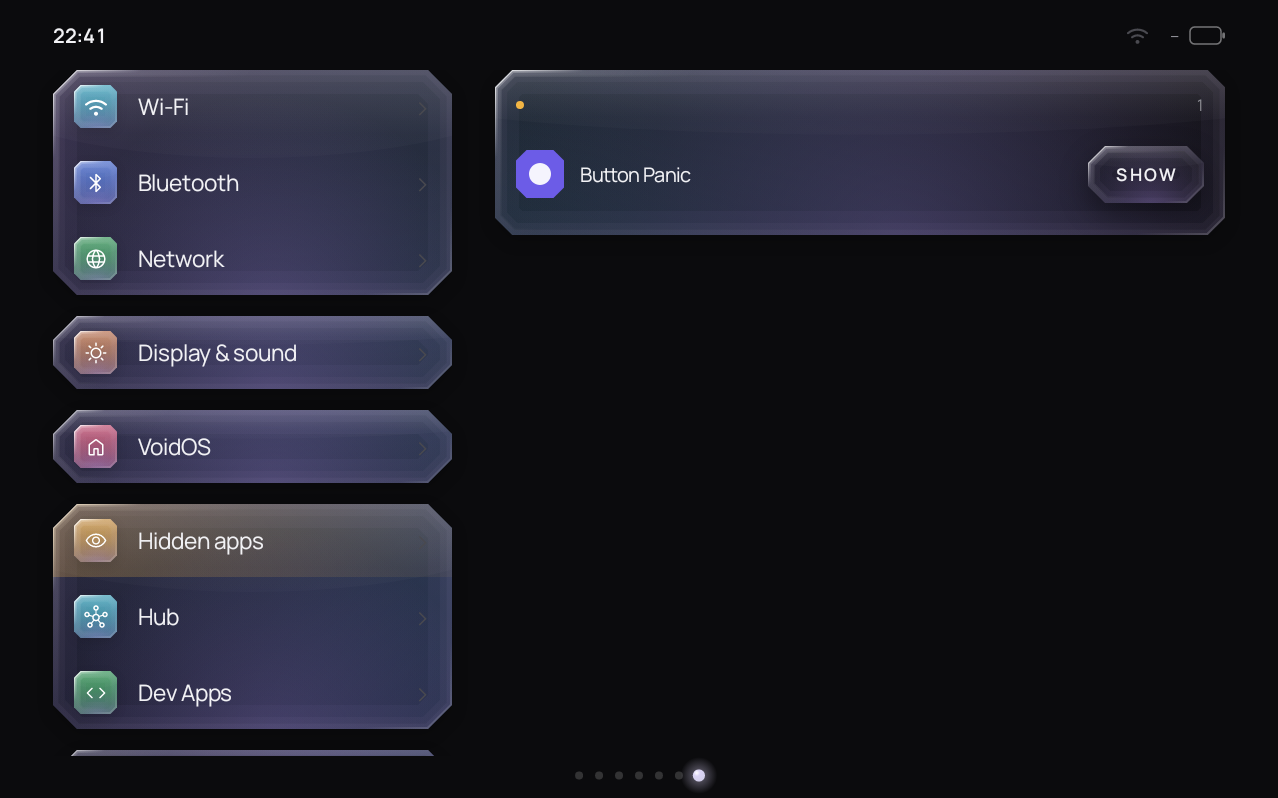 22:41
–
Wi-Fi
Bluetooth
Network
Display & sound
VoidOS
Hidden apps
Hub
Dev Apps
1
Button Panic
SHOW